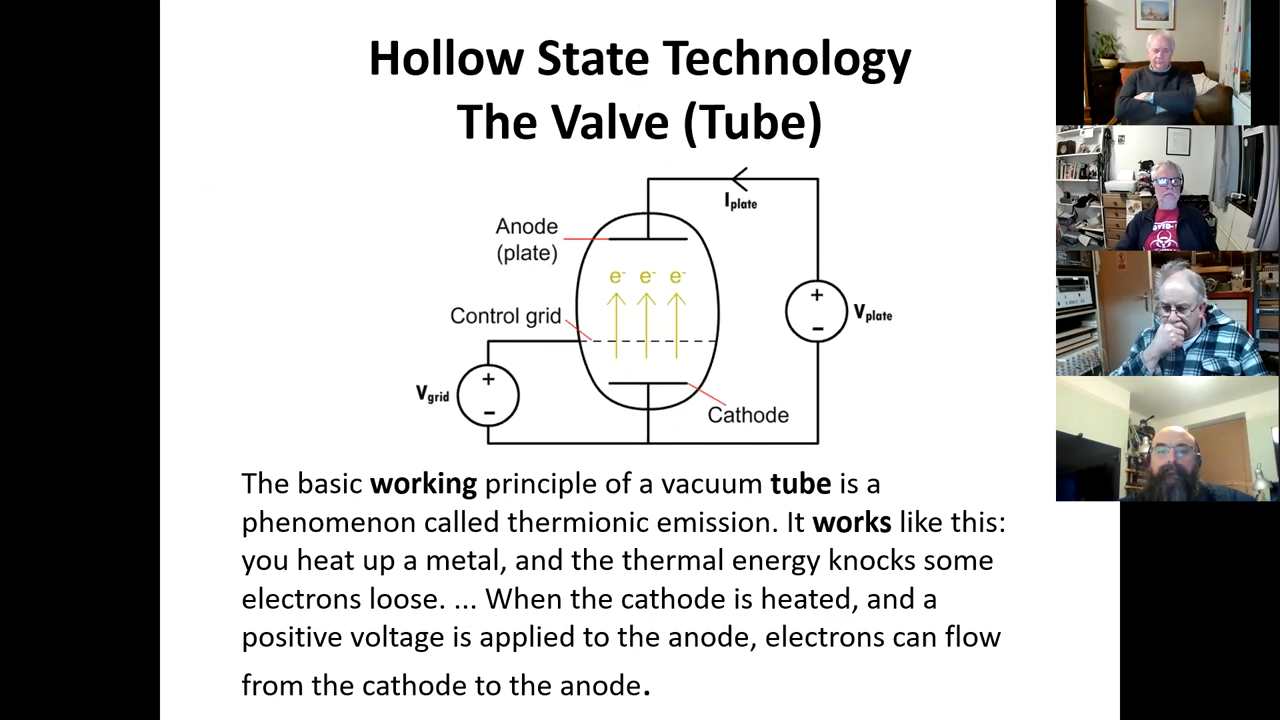 Hollow State Technology
The Valve (Tube)
Iplate
Anode
(plate)
e- e- e-
Control grid
+
-
Vplate
+
-
Vgrid
Cathode
The basic working principle of a vacuum tube is a
phenomenon called thermionic emission. It works like this:
you heat up a metal, and the thermal energy knocks some
electrons loose. ... When the cathode is heated, and a
positive voltage is applied to the anode, electrons can flow
from the cathode to the anode.